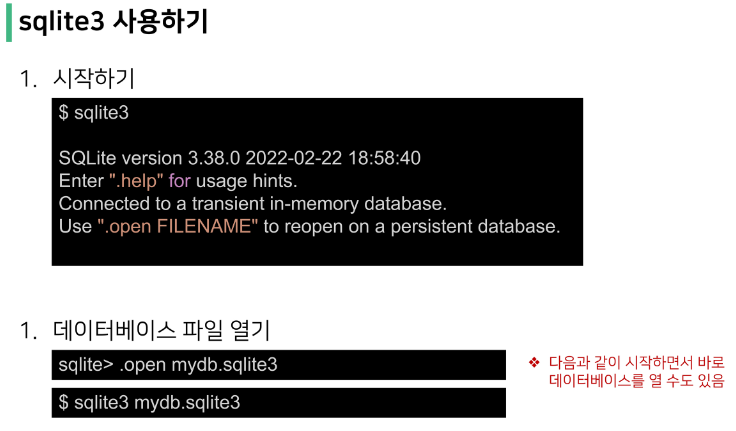 sqlite3 사용하기
1. 시작하기
$ sqlite3
SQLite version 3.38.0 2022-02-22 18:58:40
Enter ".help" for usage hints.
Connected to a transient in-memory database.
Use ".open FILENAME" to reopen on a persistent database.
1. 데이터베이스 파일 열기
sqlite> .open mydb.sqlite3
$ sqlite3 mydb.sqlite3
❖ 다음과 같이 시작하면서 바로
데이터베이스를 열 수도 있음